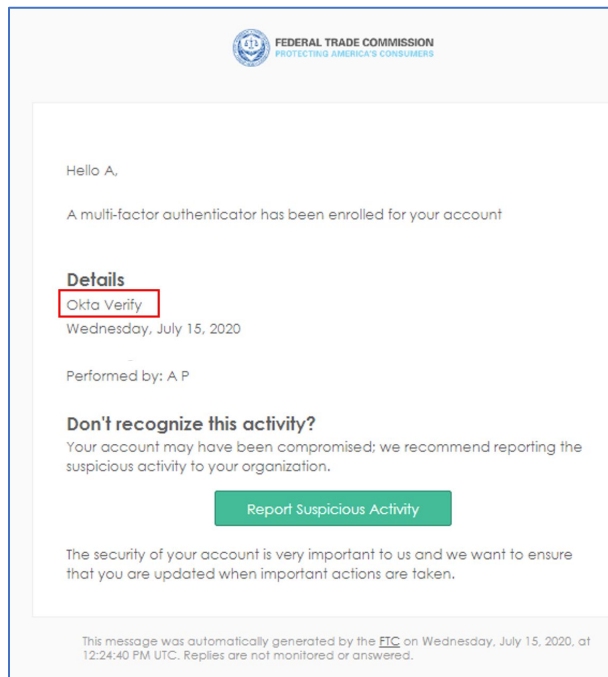 FEDERAL TRADE COMMISSION
PROTECTING AMERICA'S CONSUMERS
Hello A,
A multi-factor authenticator has been enrolled for your account
Details
Okta Verify
Wednesday, July 15, 2020
Performed by: A P
Don't recognize this activity?
Your account may have been compromised; we recommend reporting the
suspicious activity to your organization.
Report Suspicious Activity
The security of your account is very important to us and we want to ensure
that you are updated when important actions are taken.
This message was automatically generated by the FTC on Wednesday, July 15, 2020, at
12:24:40 PM UTC. Replies are not monitored or answered.